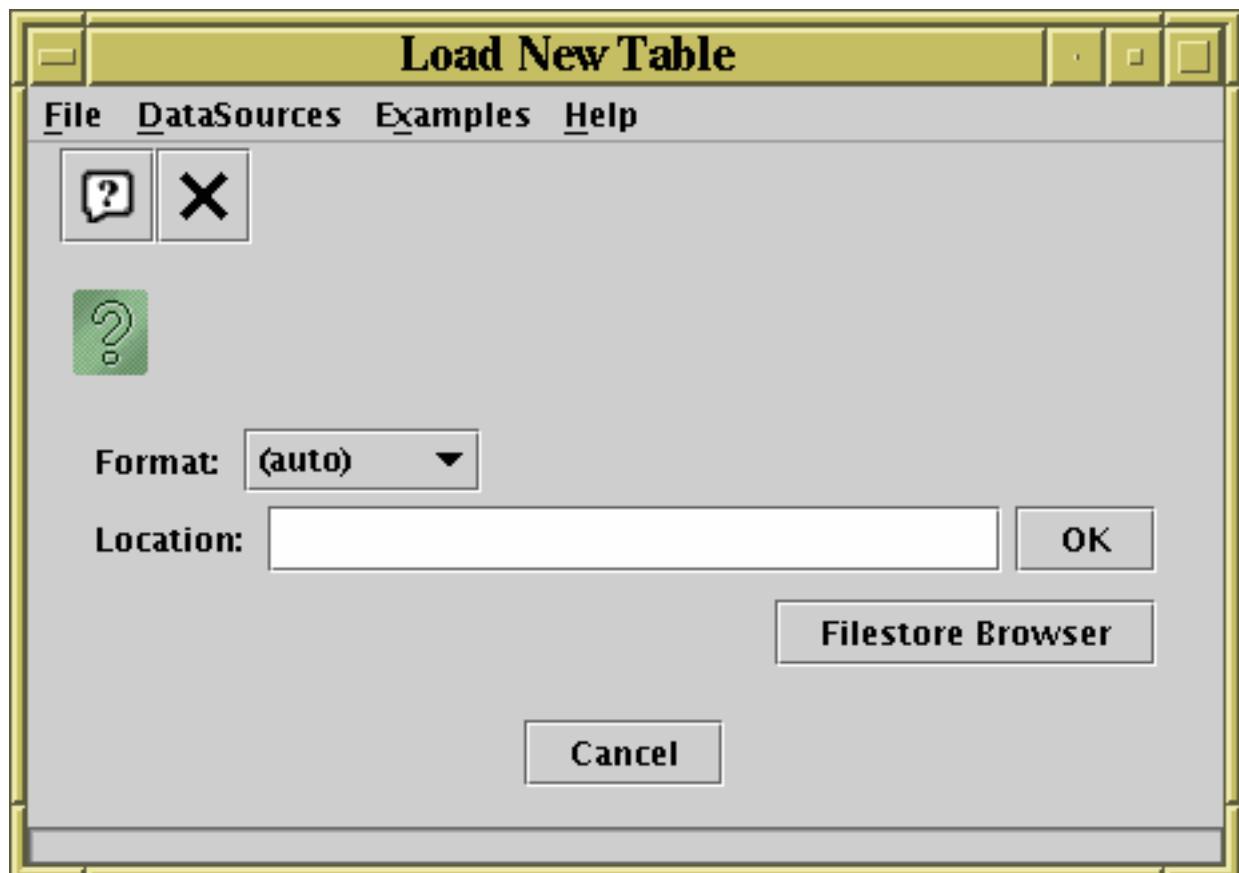 Load New Table
File DataSources Examples Help
Format: (auto)
Location: OK
Filestore Browser
Cancel